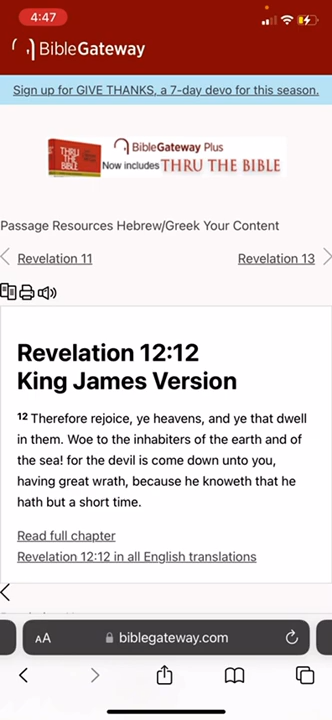 4:47
BibleGateway
Sign up for GIVE THANKS, a 7-day devo for this season.
THRU
THE
BIBLE
BibleGateway Plus
Now includes THRU THE BIBLE
Passage Resources Hebrew/Greek Your Content
Revelation 11
Revelation 13
Revelation 12:12
King James Version
12 Therefore rejoice, ye heavens, and ye that dwell
in them. Woe to the inhabiters of the earth and of
the sea! for the devil is come down unto you,
having great wrath, because he knoweth that he
hath but a short time.
Read full chapter
Revelation 12:12 in all English translations
AA
biblegateway.com